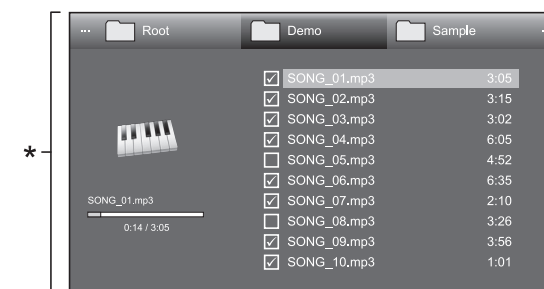 ... Root Demo Sample
SONG_01.mp3 3:05
SONG_02.mp3 3:15
SONG_03.mp3 3:02
SONG_04.mp3 6:05
SONG_05.mp3 4:52
SONG_06.mp3 6:35
SONG_07.mp3 2:10
SONG_08.mp3 3:26
SONG_09.mp3 3:56
SONG_10.mp3 1:01
SONG_01.mp3
0:14 / 3:05
*